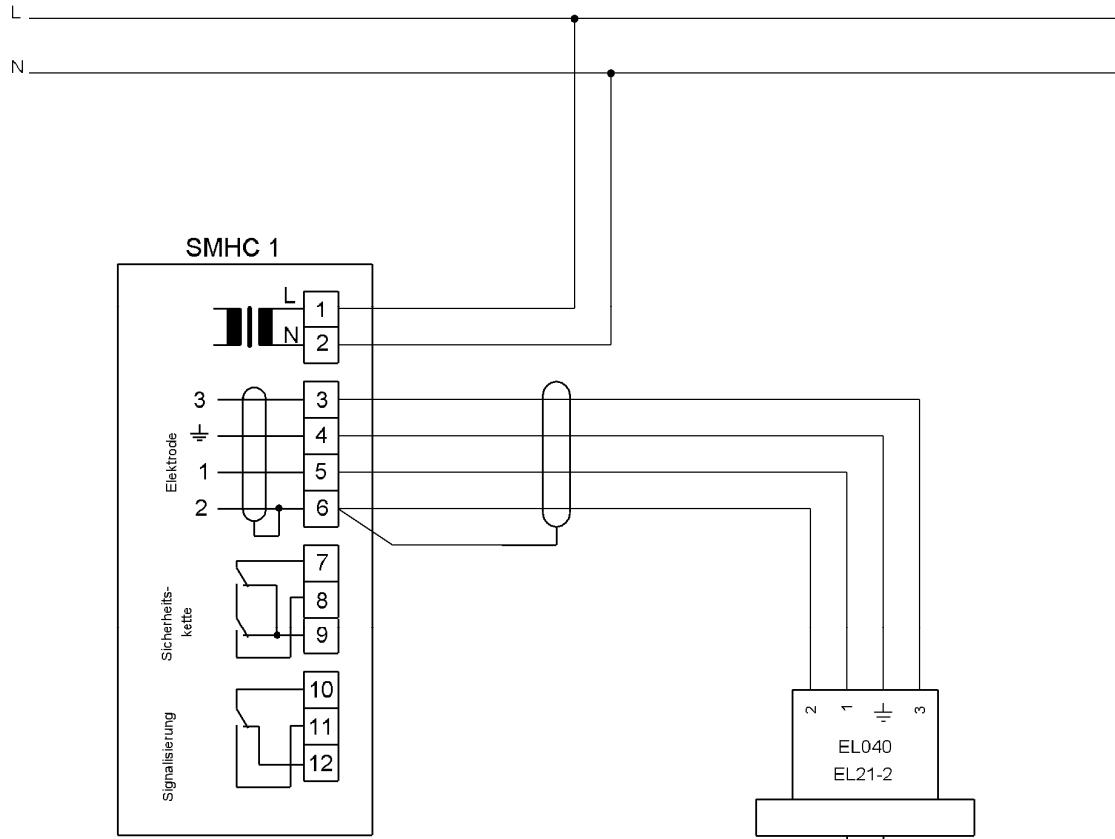 L
N
SMHC 1
L 1
N 2
3 3
4
1 5
2 6
Elektrode
7
8
9
Sicherheits-
kette
10
11
12
Signalisierung
2 1 3
EL040
EL21-2